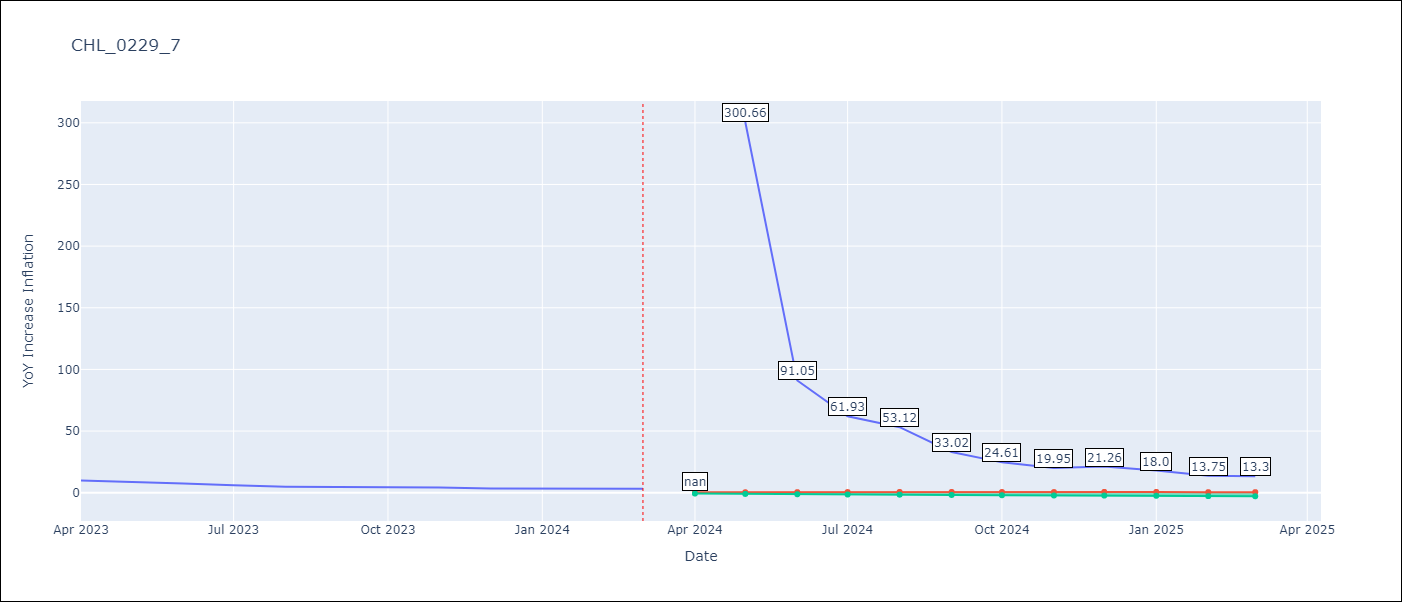 CHL_0229_7
YoY Increase Inflation
300
250
200
150
100
50
0
300.66
91.05
61.93
53.12
33.02
24.61
19.95
21.26
18.0
13.75
13.3
nan
Apr 2023
Jul 2023
Oct 2023
Jan 2024
Apr 2024
Jul 2024
Oct 2024
Jan 2025
Apr 2025
Date